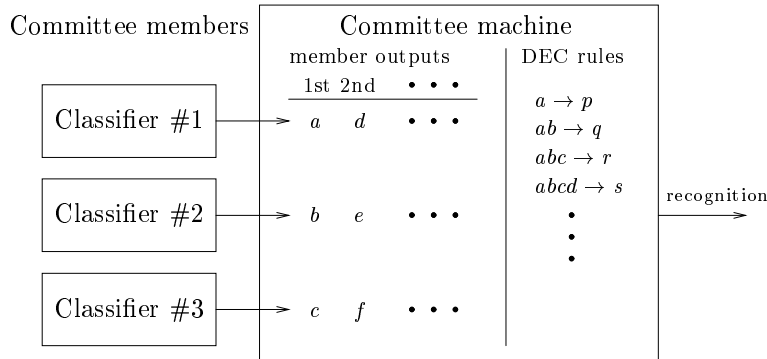 Committee members
Committee machine
member outputs
DEC rules
1st 2nd • • •
Classifier #1
a d • • •
Classifier #2
b e • • •
Classifier #3
c f • • •
a → p
ab → q
abc → r
abcd → s
recognition